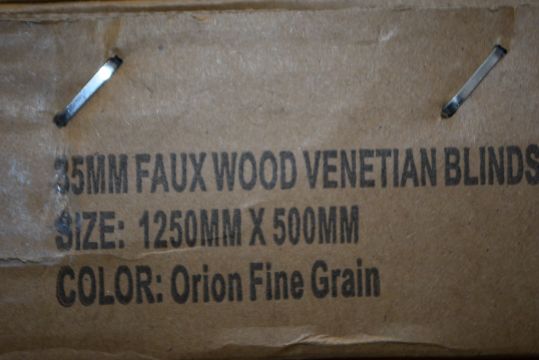 35MM FAUX WOOD VENETIAN BLINDS
SIZE: 1250MM X 500MM
COLOR: Orion Fine Grain